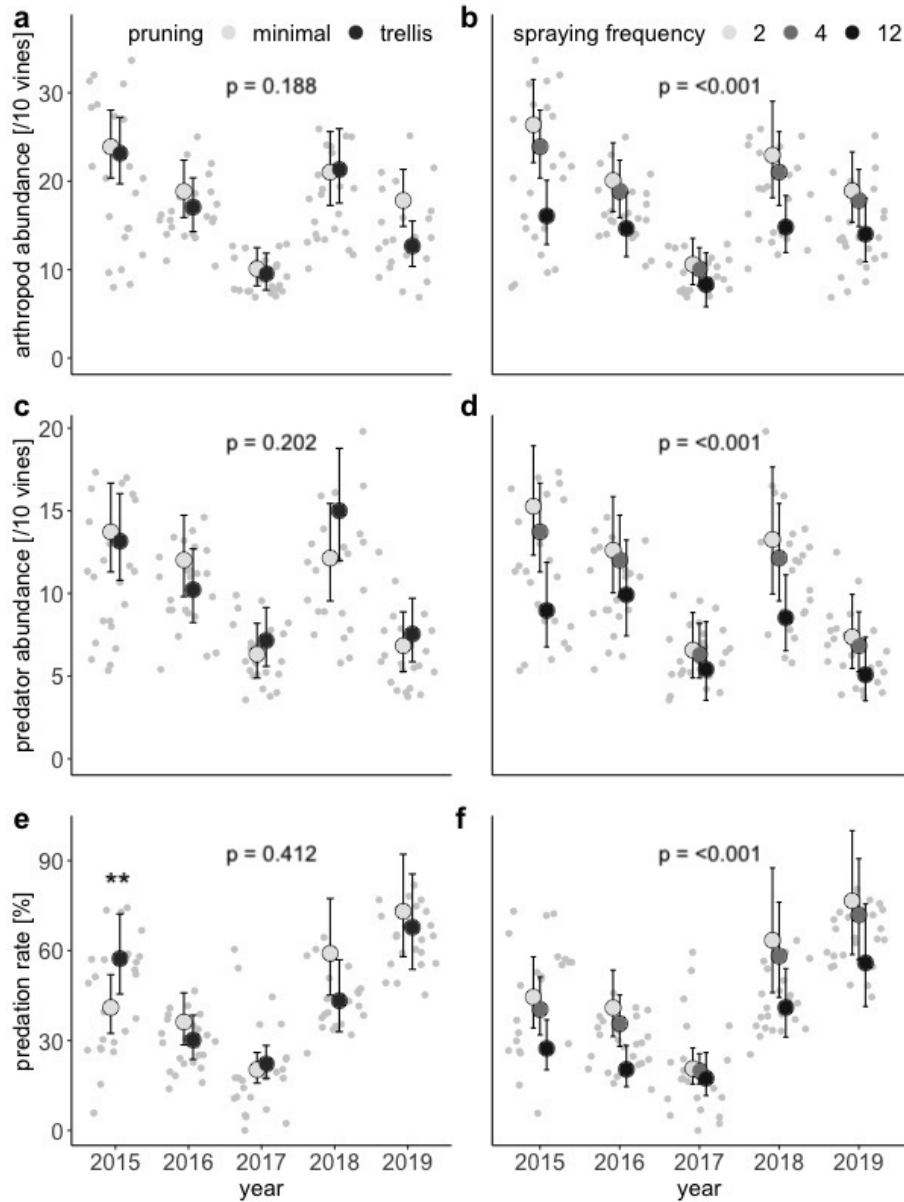 a
pruning minimal trellis
p = 0.188
arthropod abundance [/10 vines]
30
20
10
0
b
spraying frequency 2 4 12
p = <0.001
c
p = 0.202
predator abundance [/10 vines]
20
15
10
5
0
d
p = <0.001
e
p = 0.412
**
predation rate [%]
90
60
30
0
2015 2016 2017 2018 2019
year
f
p = <0.001
2015 2016 2017 2018 2019
year